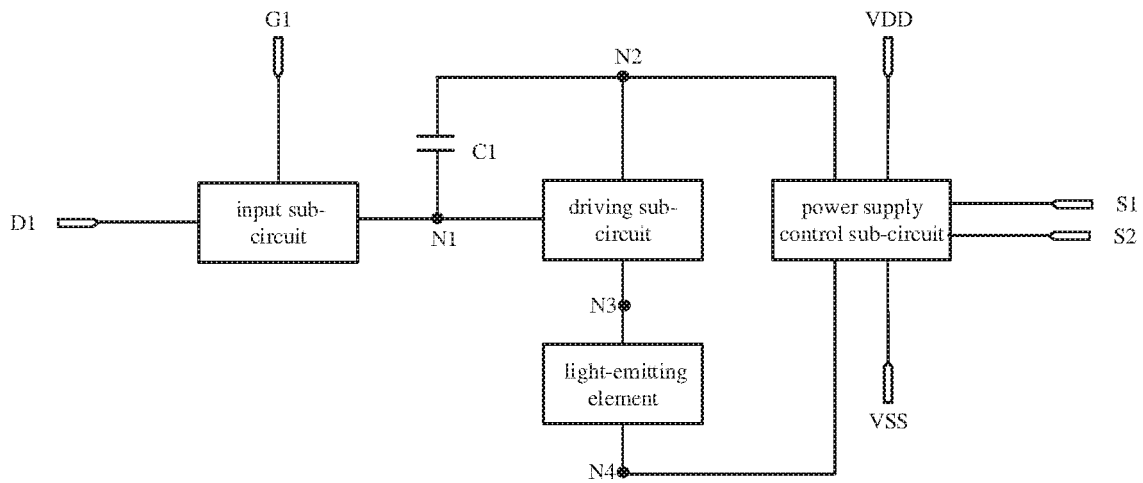 G1
VDD
N2
C1
input sub-
circuit
driving sub-
circuit
power supply
control sub-circuit
S1
S2
D1
N1
N3
light-emitting
element
VSS
N4